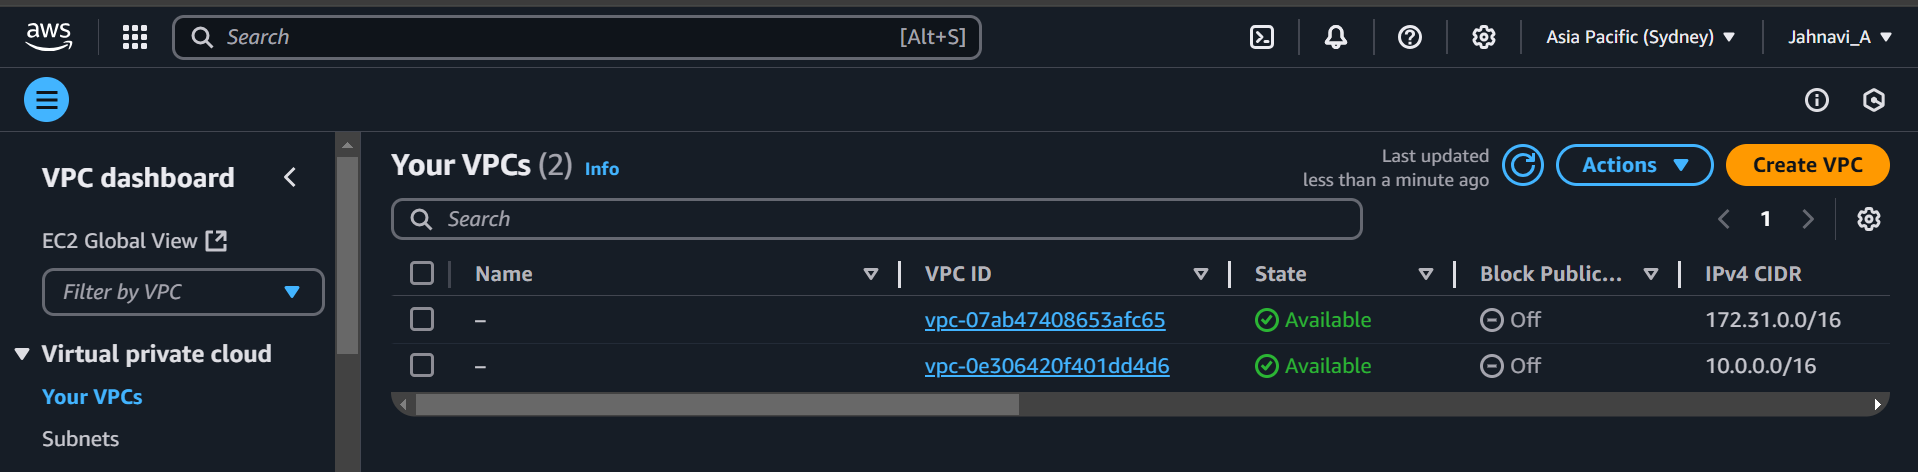 aws Search [Alt+S] Asia Pacific (Sydney) Jahnavi_A
VPC dashboard
EC2 Global View
Filter by VPC
Virtual private cloud
Your VPCs
Subnets
Your VPCs (2) Info
Last updated
less than a minute ago
Actions
Create VPC
Search
1
Name VPC ID State Block Public... IPv4 CIDR
– vpc-07ab47408653afc65 Available Off 172.31.0.0/16
– vpc-0e306420f401dd4d6 Available Off 10.0.0.0/16